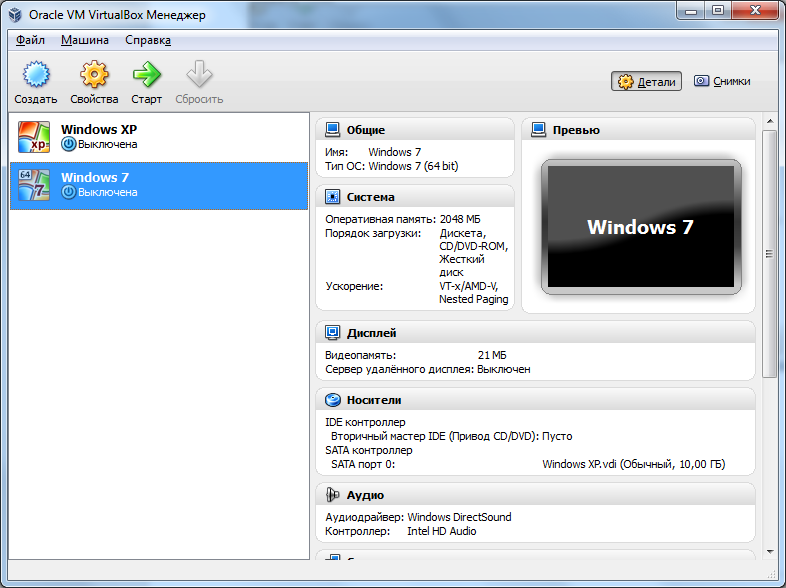 Oracle VM VirtualBox Менеджер
Файл Машина Справка
Создать Свойства Старт Сбросить
Детали Снимки
xp
Windows XP
Выключена
64
7
Windows 7
Выключена
Общие
Имя: Windows 7
Тип ОС: Windows 7 (64 bit)
Система
Оперативная память: 2048 МБ
Порядок загрузки: Дискета,
CD/DVD-ROM,
Жесткий
диск
Ускорение: VT-x/AMD-V,
Nested Paging
Превью
Windows 7
Дисплей
Видеопамять: 21 МБ
Сервер удалённого дисплея: Выключен
Носители
IDE контроллер
Вторичный мастер IDE (Привод CD/DVD): Пусто
SATA контроллер
SATA порт 0: Windows XP.vdi (Обычный, 10,00 ГБ)
Аудио
Аудиодрайвер: Windows DirectSound
Контроллер: Intel HD Audio